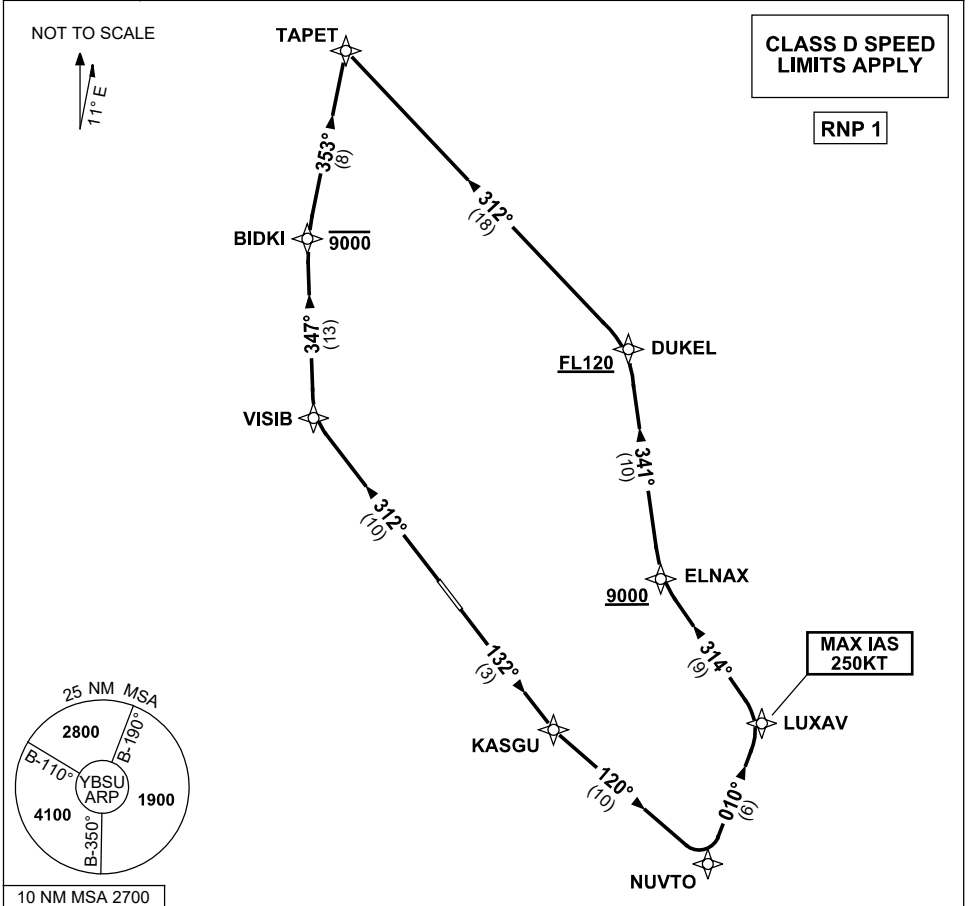 NOT TO SCALE
11° E
TAPET
CLASS D SPEED
LIMITS APPLY
RNP 1
353°
(8)
312°
(18)
BIDKI
9000
347°
(13)
DUKEL
FL120
VISIB
341°
(10)
312°
(10)
ELNAX
9000
314°
(9)
MAX IAS
250KT
132°
(3)
LUXAV
KASGU
120°
(10)
010°
(6)
NUVTO
25 NM MSA
2800
B-190°
B-110°
YBSU
ARP
1900
4100
B-350°
10 NM MSA 2700